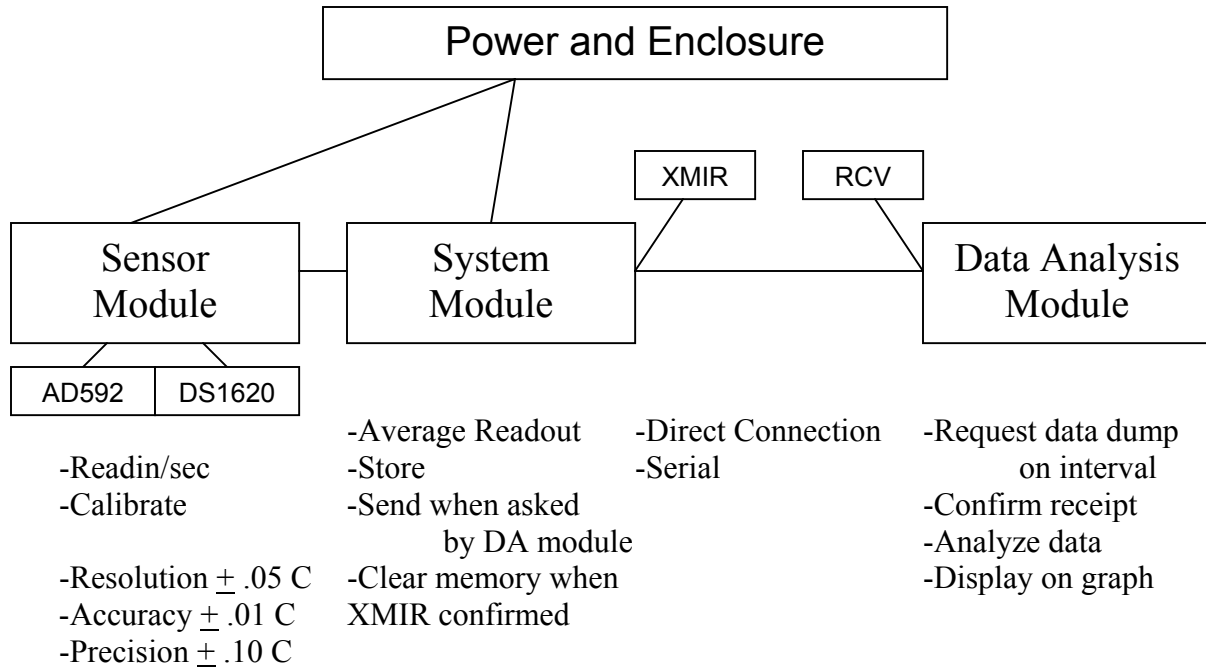 Power and Enclosure
XMIR
RCV
Sensor
Module
System
Module
Data Analysis
Module
AD592
DS1620
-Readin/sec
-Calibrate
-Resolution ± .05 C
-Accuracy ± .01 C
-Precision ± .10 C
-Average Readout
-Store
-Send when asked
by DA module
-Clear memory when
XMIR confirmed
-Direct Connection
-Serial
-Request data dump
on interval
-Confirm receipt
-Analyze data
-Display on graph